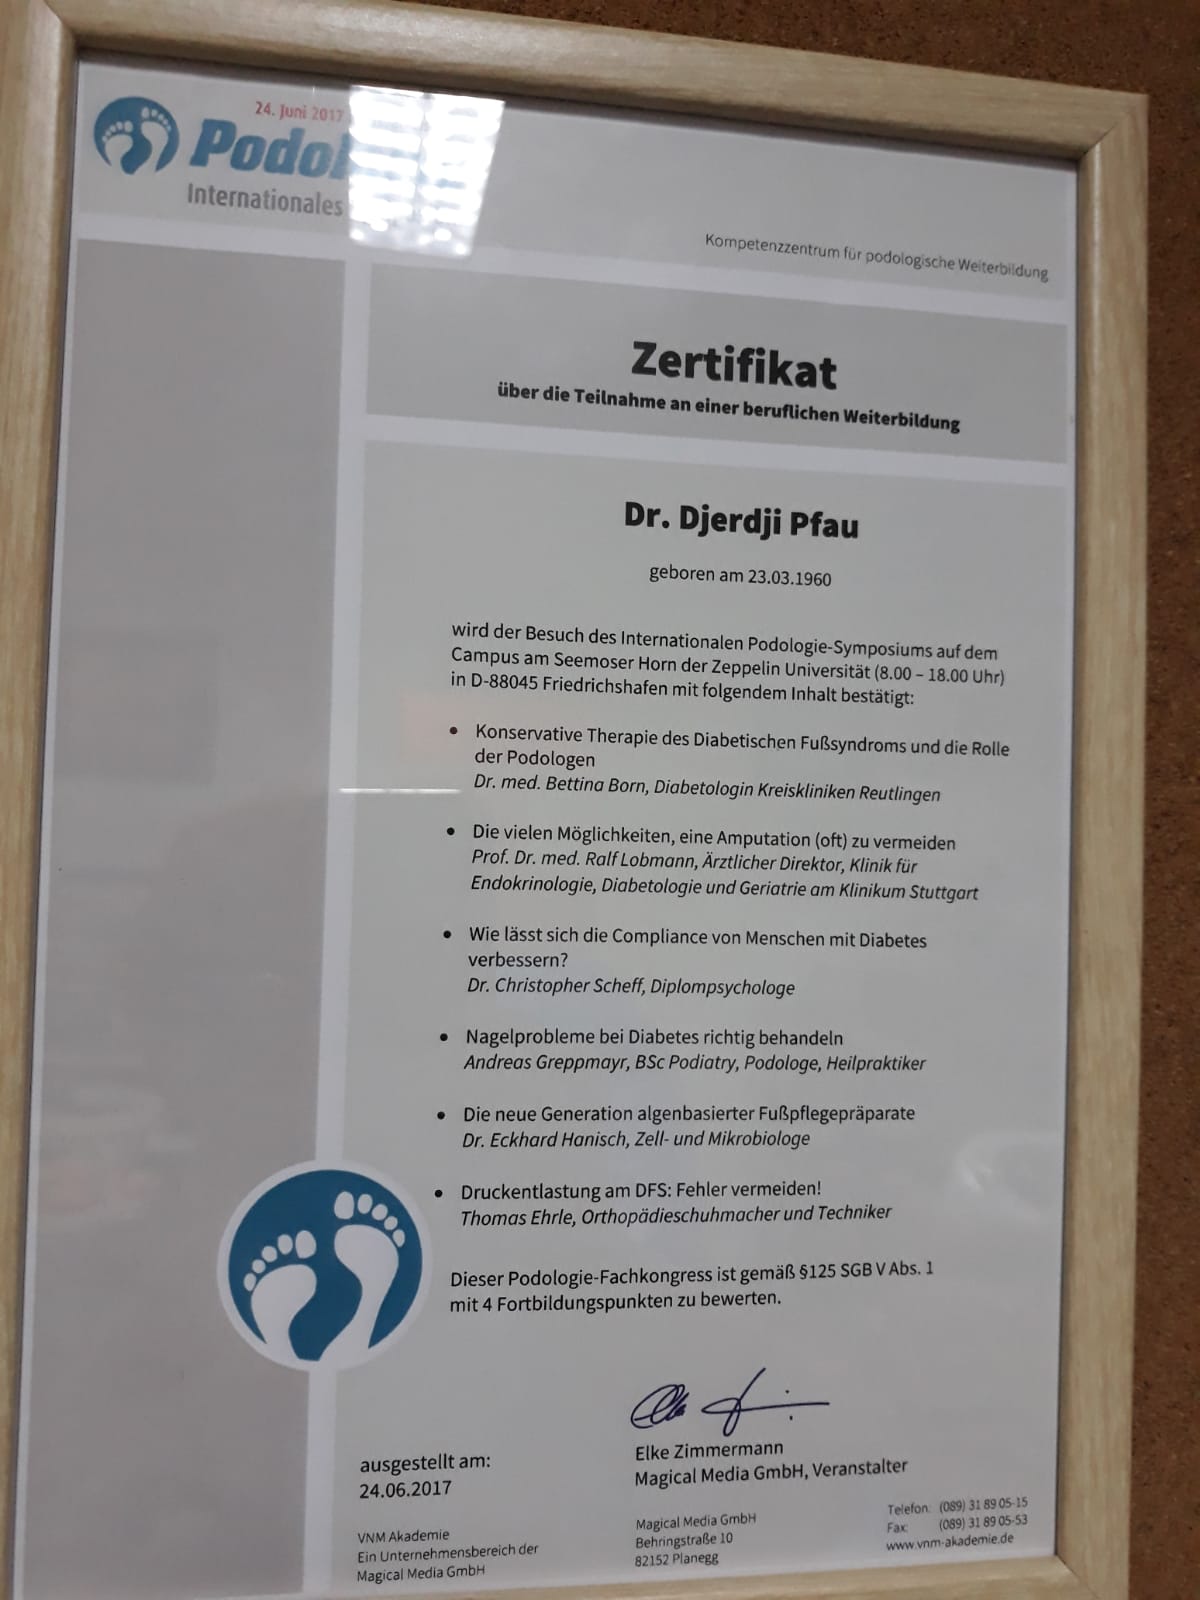 24. Juni 2017
Internationales
Kompetenzzentrum für podologische Weiterbildung
Zertifikat
über die Teilnahme an einer beruflichen Weiterbildung
Dr. Djerdji Pfau
geboren am 23.03.1960
wird der Besuch des Internationalen Podologie-Symposiums auf dem
Campus am Seemoser Horn der Zeppelin Universität (8.00 – 18.00 Uhr)
in D-88045 Friedrichshafen mit folgendem Inhalt bestätigt:
• Konservative Therapie des Diabetischen Fußsyndroms und die Rolle
der Podologen
Dr. med. Bettina Born, Diabetologin Kreiskliniken Reutlingen
• Die vielen Möglichkeiten, eine Amputation (oft) zu vermeiden
Prof. Dr. med. Ralf Lobmann, Ärztlicher Direktor, Klinik für
Endokrinologie, Diabetologie und Geriatrie am Klinikum Stuttgart
• Wie lässt sich die Compliance von Menschen mit Diabetes
verbessern?
Dr. Christopher Scheff, Diplompsychologe
• Nagelprobleme bei Diabetes richtig behandeln
Andreas Greppmayr, BSc Podiatry, Podologe, Heilpraktiker
• Die neue Generation algenbasierter Fußpflegepräparate
Dr. Eckhard Hanisch, Zell- und Mikrobiologe
• Druckentlastung am DFS: Fehler vermeiden!
Thomas Ehrle, Orthopädieschuhmacher und Techniker
Dieser Podologie-Fachkongress ist gemäß §125 SGB V Abs. 1
mit 4 Fortbildungspunkten zu bewerten.
ausgestellt am:
24.06.2017
Elke Zimmermann
Magical Media GmbH, Veranstalter
VNM Akademie
Ein Unternehmensbereich der
Magical Media GmbH
Magical Media GmbH
Behringstraße 10
82152 Planegg
Telefon: (089) 31 89 05-15
Fax: (089) 31 89 05-53
www.vnm-akademie.de